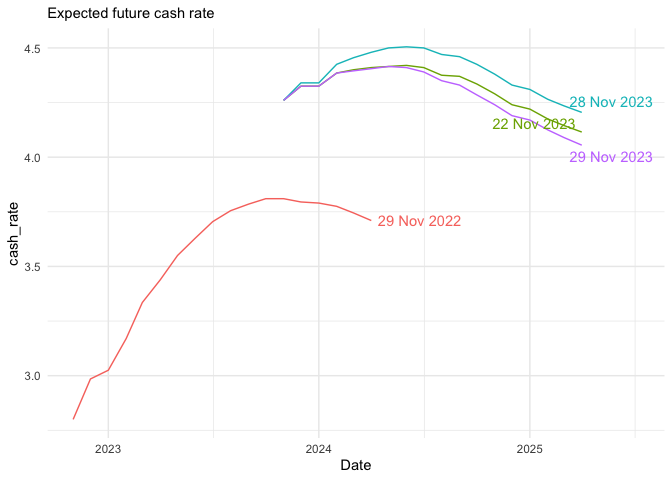 Expected future cash rate
4.5
28 Nov 2023
22 Nov 2023
4.0
29 Nov 2023
cash_rate
29 Nov 2022
3.5
3.0
2023
2024
2025
Date